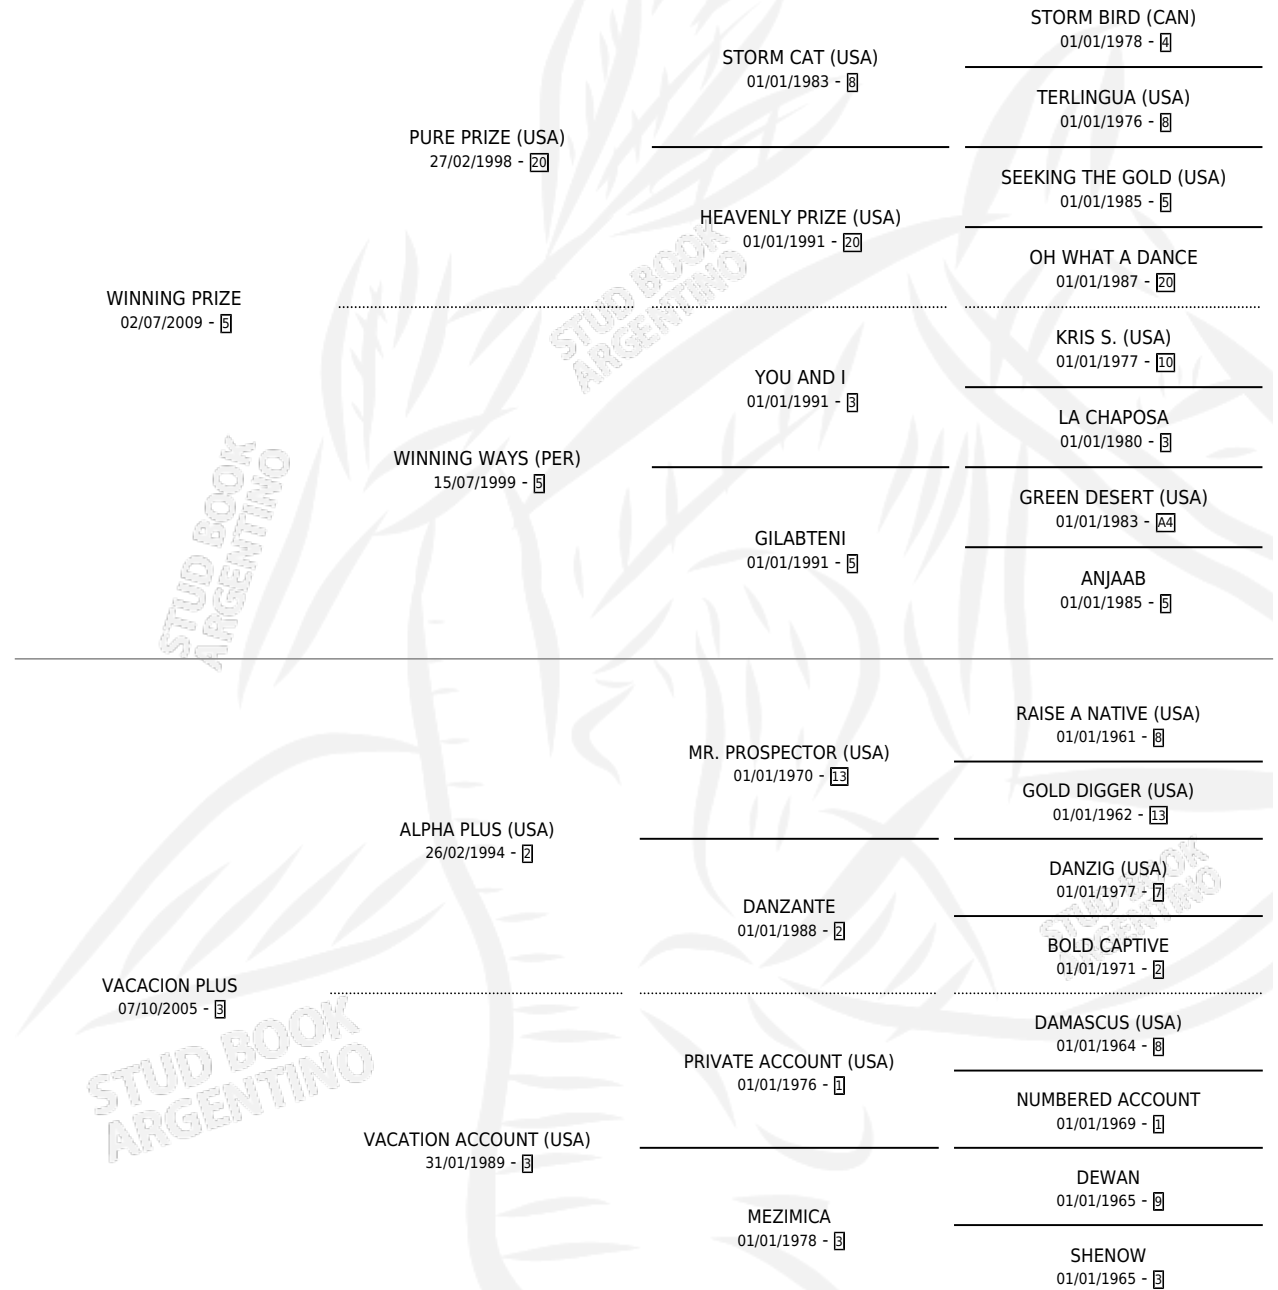 STORM BIRD (CAN)
01/01/1978 - 4
STORM CAT (USA)
01/01/1983 - 8
TERLINGUA (USA)
01/01/1976 - 8
PURE PRIZE (USA)
27/02/1998 - 20
SEEKING THE GOLD (USA)
01/01/1985 - 5
HEAVENLY PRIZE (USA)
01/01/1991 - 20
OH WHAT A DANCE
01/01/1987 - 20
WINNING PRIZE
02/07/2009 - 5
KRIS S. (USA)
01/01/1977 - 10
YOU AND I
01/01/1991 - 3
LA CHAPOSA
01/01/1980 - 3
WINNING WAYS (PER)
15/07/1999 - 5
GREEN DESERT (USA)
01/01/1983 - A4
GILABTENI
01/01/1991 - 5
ANJAAB
01/01/1985 - 5
STUD BOOK
ARGENTINO
STUD BOOK
ARGENTINO
RAISE A NATIVE (USA)
01/01/1961 - 8
MR. PROSPECTOR (USA)
01/01/1970 - 13
GOLD DIGGER (USA)
01/01/1962 - 13
ALPHA PLUS (USA)
26/02/1994 - 2
DANZIG (USA)
01/01/1977 - 7
DANZANTE
01/01/1988 - 2
BOLD CAPTIVE
01/01/1971 - 2
VACACION PLUS
07/10/2005 - 3
DAMASCUS (USA)
01/01/1964 - 8
PRIVATE ACCOUNT (USA)
01/01/1976 - 1
NUMBERED ACCOUNT
01/01/1969 - 1
VACATION ACCOUNT (USA)
31/01/1989 - 3
DEWAN
01/01/1965 - 9
MEZIMICA
01/01/1978 - 3
SHENOW
01/01/1965 - 3
STUD BOOK
ARGENTINO
STUD BOOK
ARGENTINO